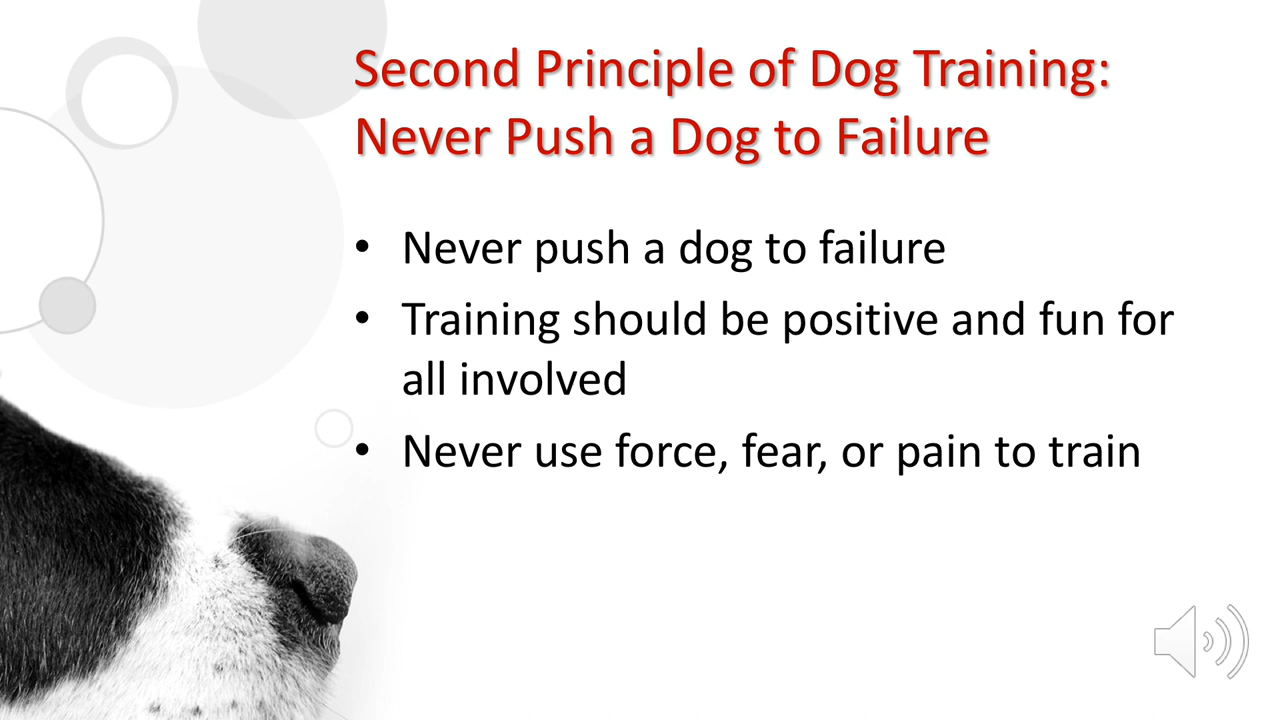 Second Principle of Dog Training:
Never Push a Dog to Failure
• Never push a dog to failure
• Training should be positive and fun for
all involved
• Never use force, fear, or pain to train